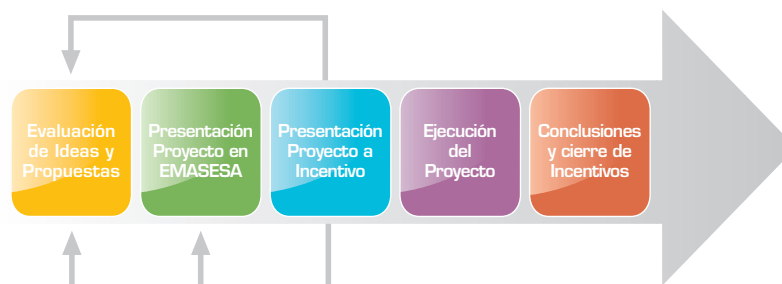 Evaluación
de Ideas y
Propuestas
Presentación
Proyecto en
EMASESA
Presentación
Proyecto a
Incentivo
Ejecución
del
Proyecto
Conclusiones
y cierre de
Incentivos